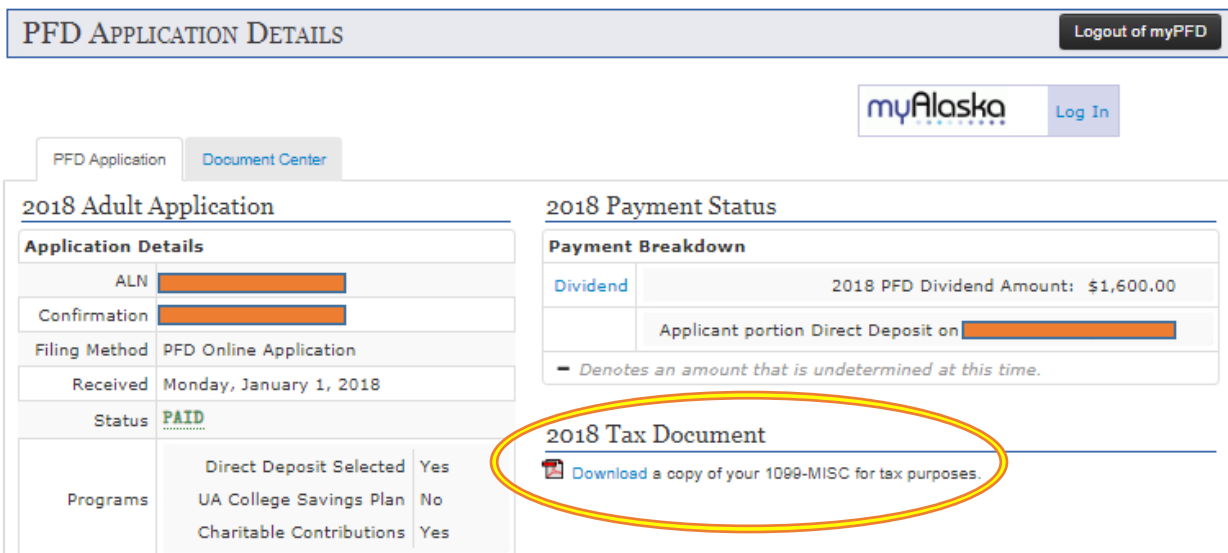 PFD APPLICATION DETAILS
Logout of myPFD
myAlaska
Log In
PFD Application
Document Center
2018 Adult Application
Application Details
ALN
Confirmation
Filing Method PFD Online Application
Received Monday, January 1, 2018
Status PAID
Programs
Direct Deposit Selected Yes
UA College Savings Plan No
Charitable Contributions Yes
2018 Payment Status
Payment Breakdown
Dividend 2018 PFD Dividend Amount: $1,600.00
Applicant portion Direct Deposit on
– Denotes an amount that is undetermined at this time.
2018 Tax Document
Download a copy of your 1099-MISC for tax purposes.